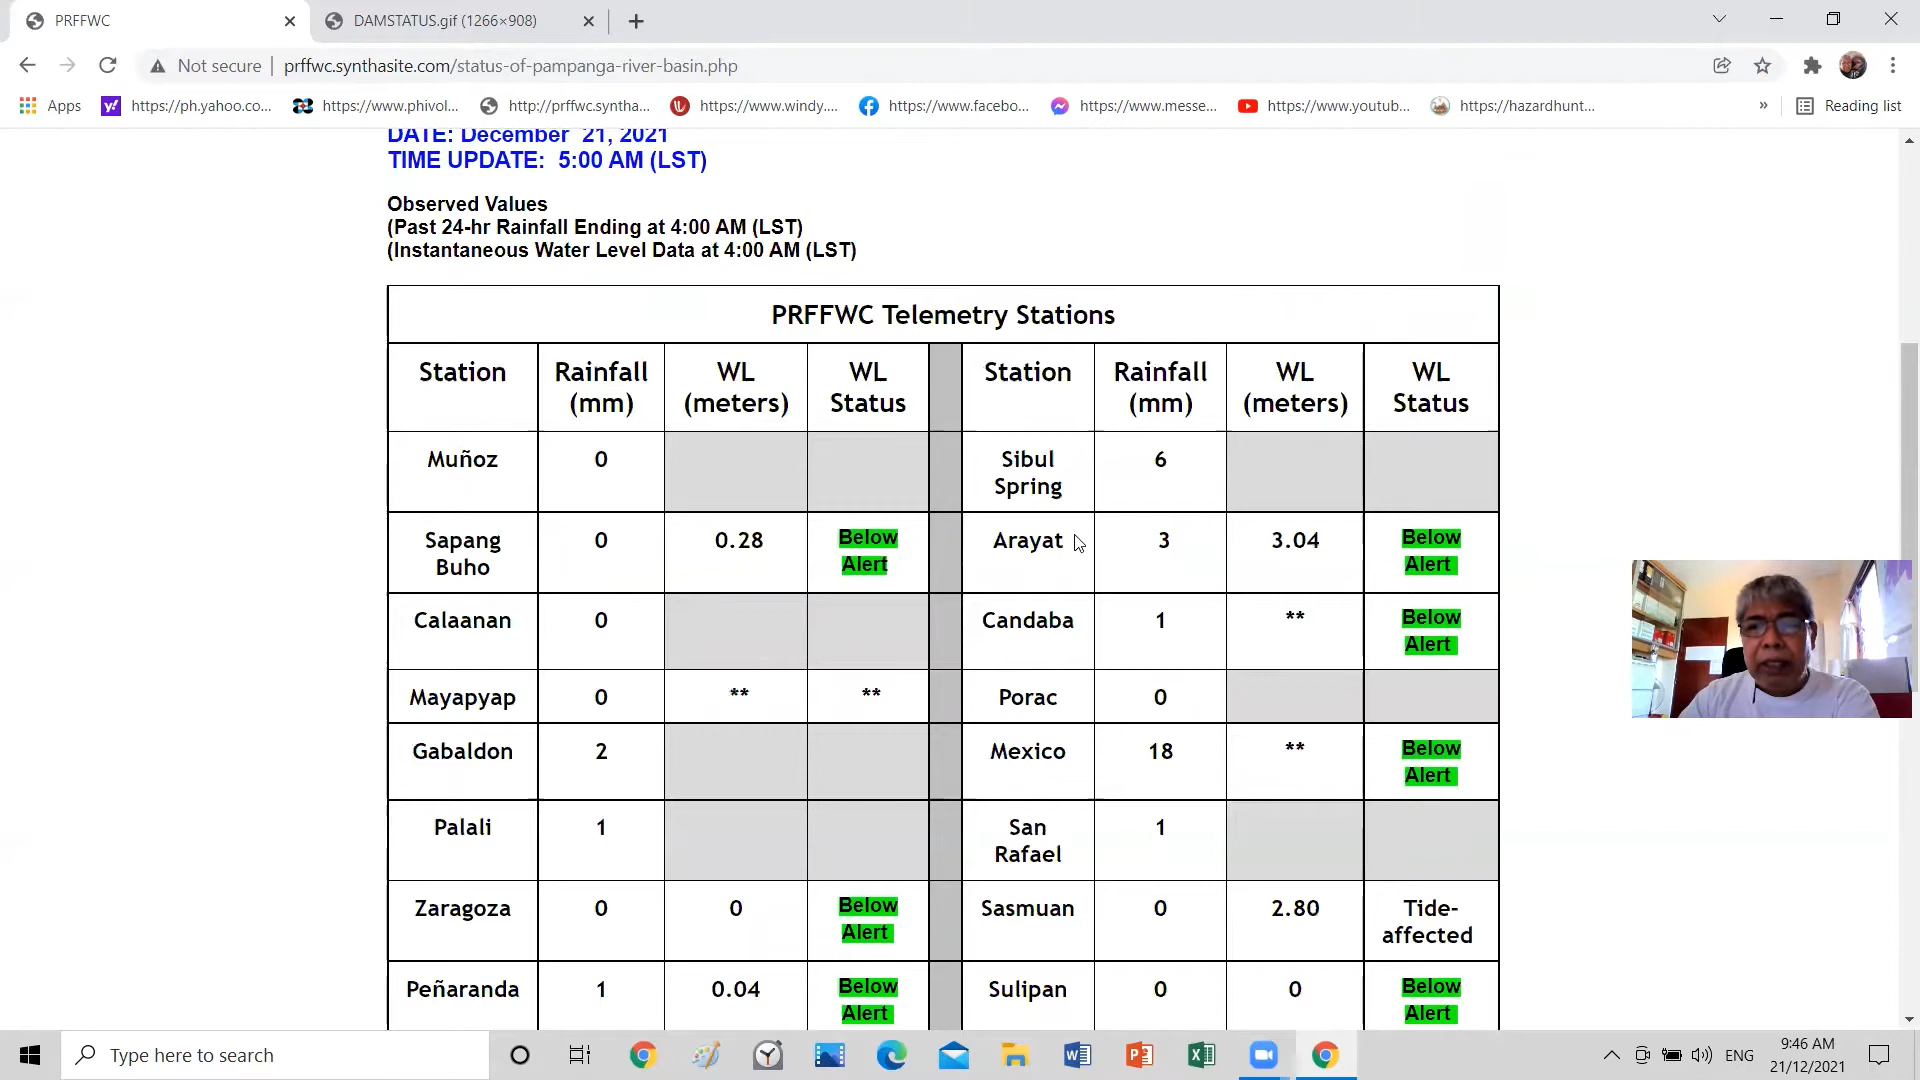 PRFFWC
DAMSTATUS.gif (1266×908)
Not secure
prffwc.synthasite.com/status-of-pampanga-river-basin.php
Apps
https://ph.yahoo.co...
https://www.phivol...
http://prffwc.syntha...
https://www.windy....
https://www.facebo...
https://www.messe...
https://www.youtub...
https://hazardhunt...
»
Reading list
DATE: December 21, 2021
TIME UPDATE: 5:00 AM (LST)
Observed Values
(Past 24-hr Rainfall Ending at 4:00 AM (LST)
(Instantaneous Water Level Data at 4:00 AM (LST)
PRFFWC Telemetry Stations
Station Rainfall (mm) WL (meters) WL Status Station Rainfall (mm) WL (meters) WL Status
Muñoz 0 Sibul Spring 6
Sapang Buho 0 0.28 Below Alert Arayat 3 3.04 Below Alert
Calaanan 0 Candaba 1 ** Below Alert
Mayapyap 0 ** ** Porac 0
Gabaldon 2 Mexico 18 ** Below Alert
Palali 1 San Rafael 1
Zaragoza 0 0 Below Alert Sasmuan 0 2.80 Tide-affected
Peñaranda 1 0.04 Below Alert Sulipan 0 0 Below Alert
Type here to search
ENG
9:46 AM
21/12/2021